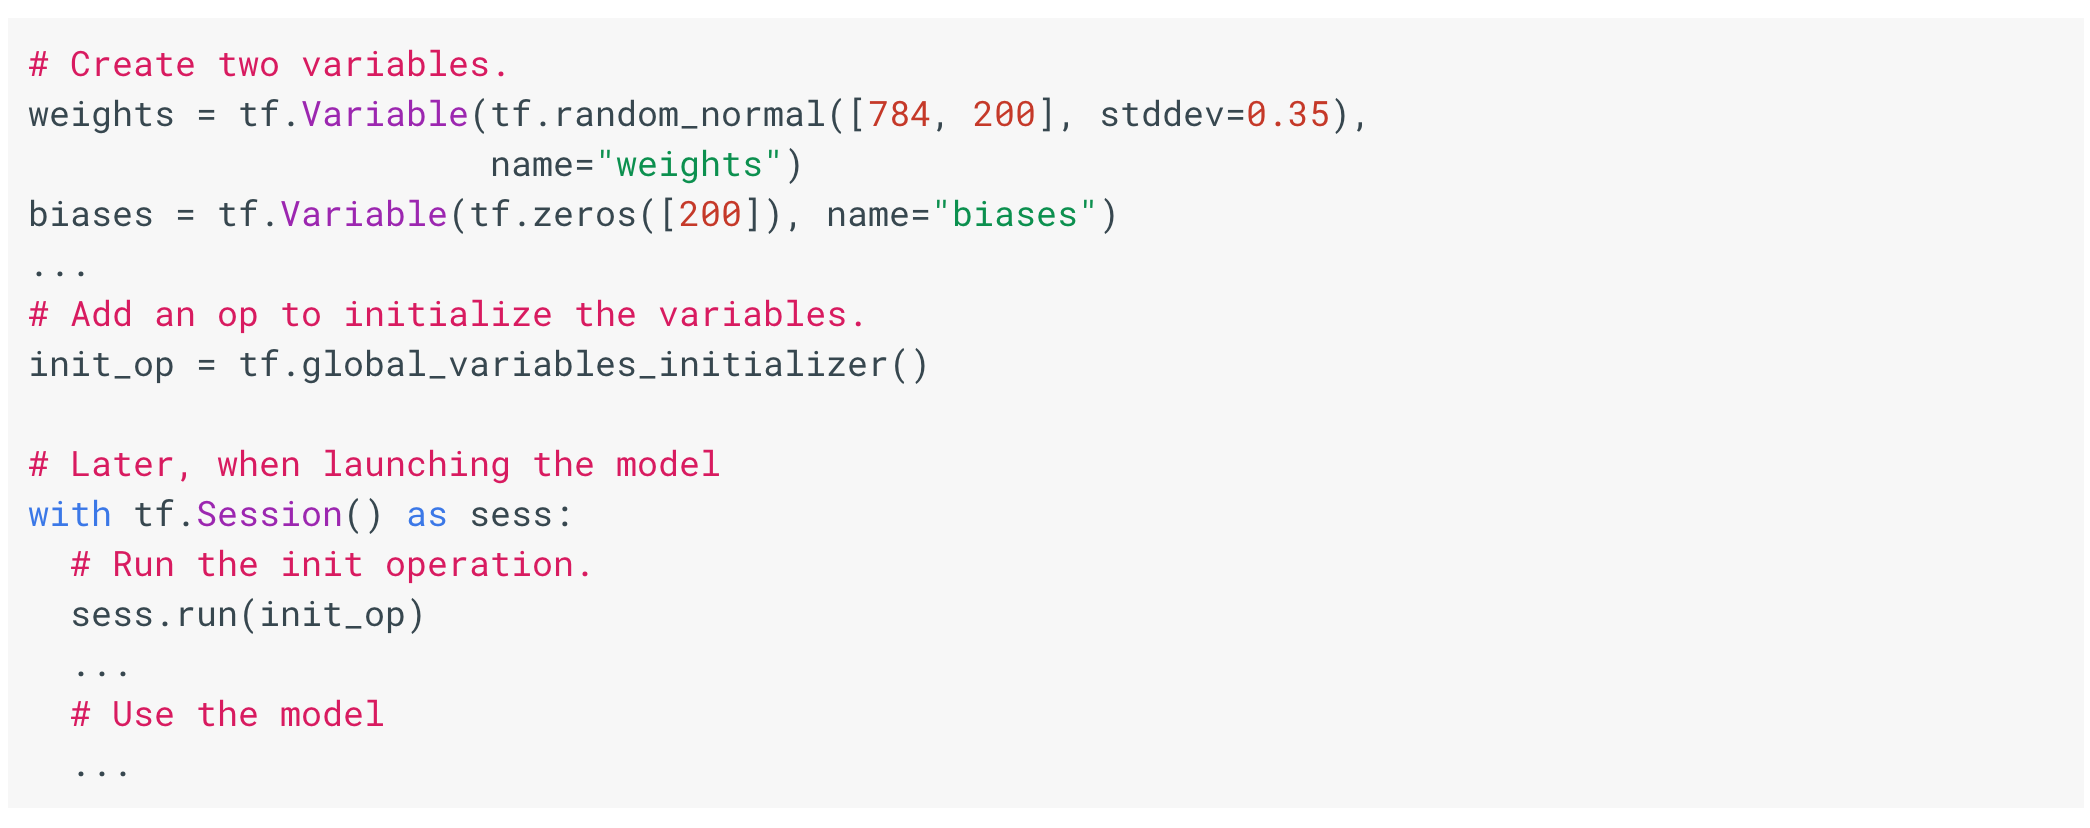 # Create two variables.
weights = tf.Variable(tf.random_normal([784, 200], stddev=0.35),
                      name="weights")
biases = tf.Variable(tf.zeros([200]), name="biases")
...
# Add an op to initialize the variables.
init_op = tf.global_variables_initializer()

# Later, when launching the model
with tf.Session() as sess:
  # Run the init operation.
  sess.run(init_op)
  ...
  # Use the model
  ...